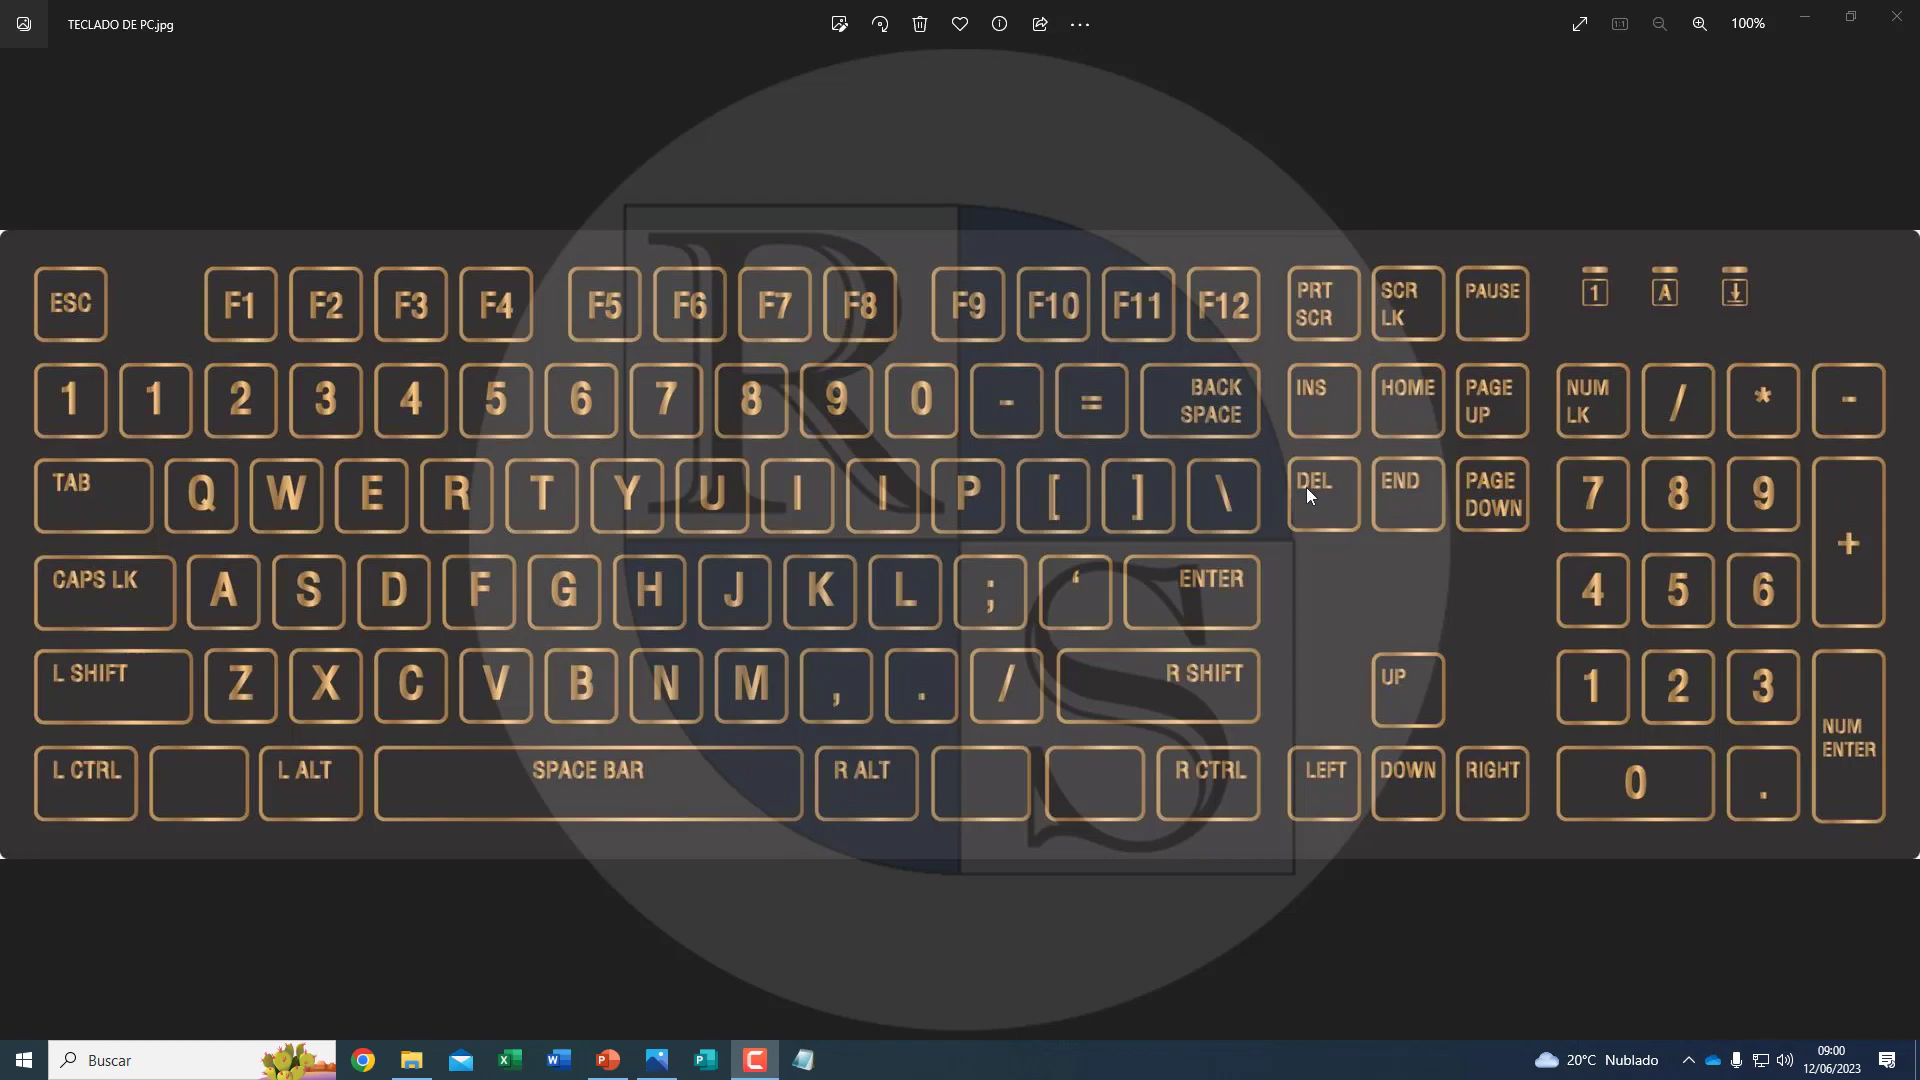 TECLADO DE PC.jpg
1:1
100%
ESC F1 F2 F3 F4 F5 F6 F7 F8 F9 F10 F11 F12
PRT
SCR
SCR
LK
PAUSE
1 A
1 1 2 3 4 5 6 7 8 9 0 - =
BACK
SPACE
INS HOME
PAGE
UP
NUM
LK
/ * -
TAB Q W E R T Y U I I P [ ] \
DEL END
PAGE
DOWN
7 8 9 +
CAPS LK A S D F G H J K L ; ‘ ENTER
4 5 6
L SHIFT Z X C V B N M , . / R SHIFT
UP
1 2 3
NUM
ENTER
L CTRL L ALT SPACE BAR R ALT R CTRL
LEFT DOWN RIGHT
0 .
R
S
Buscar
20°C Nublado
09:00
12/06/2023